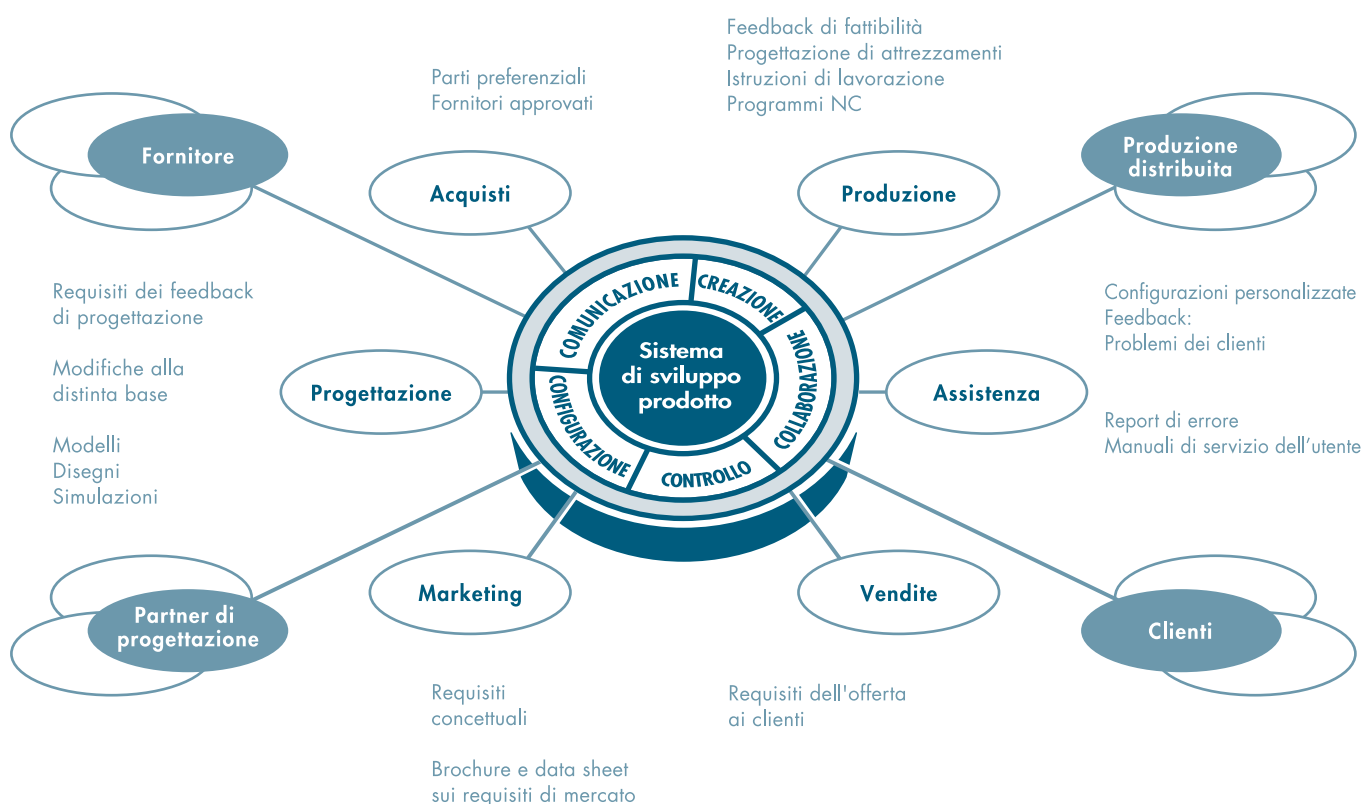 Feedback di fattibilità
Progettazione di attrezzamenti
Istruzioni di lavorazione
Programmi NC
Parti preferenziali
Fornitori approvati
Fornitore
Acquisti
Produzione
Produzione
distribuita
Requisiti dei feedback
di progettazione
Modifiche alla
distinta base
Modelli
Disegni
Simulazioni
Progettazione
COMUNICAZIONE
CREAZIONE
COLLABORAZIONE
CONTROLLO
CONFIGURAZIONE
Sistema
di sviluppo
prodotto
Assistenza
Configurazioni personalizzate
Feedback:
Problemi dei clienti
Report di errore
Manuali di servizio dell'utente
Partner di
progettazione
Marketing
Vendite
Clienti
Requisiti
concettuali
Brochure e data sheet
sui requisiti di mercato
Requisiti dell'offerta
ai clienti